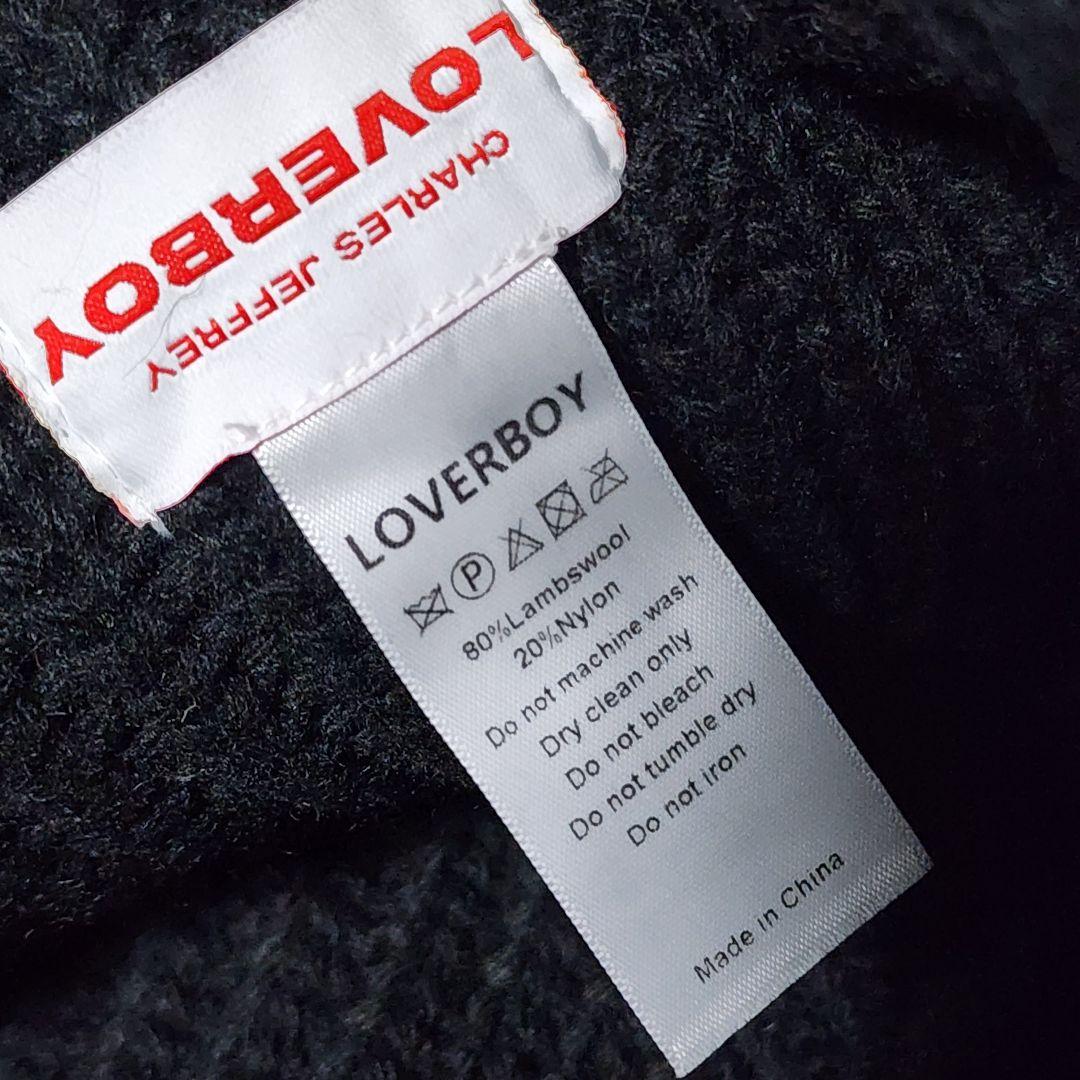 LOVERBOY
CHARLES JEFFREY
LOVERBOY
P
80%Lambswool
20%Nylon
Do not machine wash
Dry clean only
Do not bleach
Do not tumble dry
Do not iron
Made in China